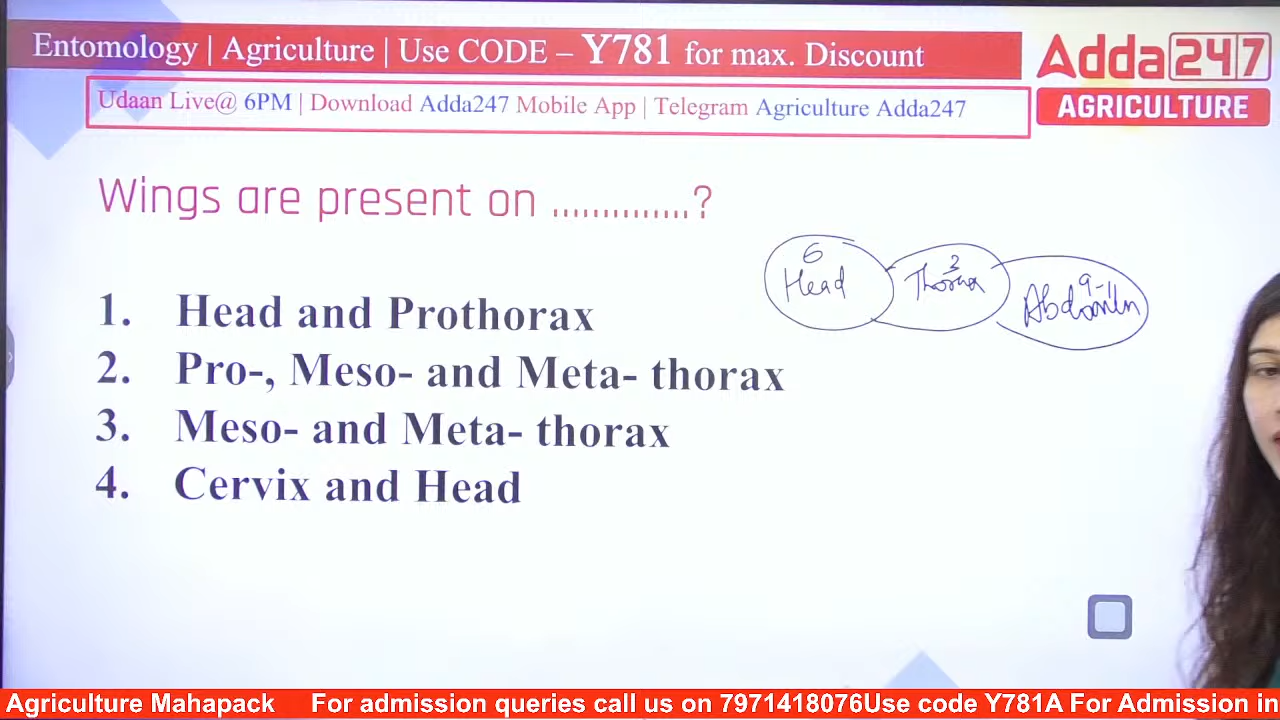 Entomology | Agriculture | Use CODE – Y781 for max. Discount
Adda247
AGRICULTURE
Udaan Live@ 6PM | Download Adda247 Mobile App | Telegram Agriculture Adda247
Wings are present on ..............?
6
Head
3
Thorax
9-11
Abdomen
1. Head and Prothorax
2. Pro-, Meso- and Meta- thorax
3. Meso- and Meta- thorax
4. Cervix and Head
Agriculture Mahapack For admission queries call us on 7971418076Use code Y781A For Admission in